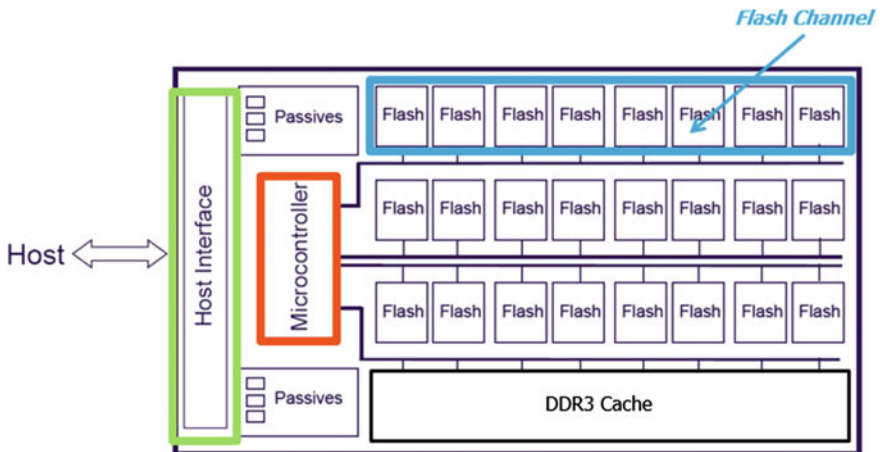 Flash Channel
Passives
Flash Flash Flash Flash Flash Flash Flash Flash
Host
Host Interface
Microcontroller
Flash Flash Flash Flash Flash Flash Flash Flash
Flash Flash Flash Flash Flash Flash Flash Flash
Passives
DDR3 Cache